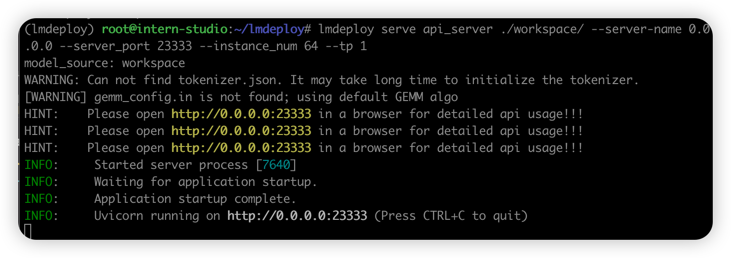 (lmdeploy) root@intern-studio:~/lmdeploy# lmdeploy serve api_server ./workspace/ --server-name 0.0
.0.0 --server_port 23333 --instance_num 64 --tp 1
model_source: workspace
WARNING: Can not find tokenizer.json. It may take long time to initialize the tokenizer.
[WARNING] gemm_config.in is not found; using default GEMM algo
HINT:    Please open http://0.0.0.0:23333 in a browser for detailed api usage!!!
HINT:    Please open http://0.0.0.0:23333 in a browser for detailed api usage!!!
HINT:    Please open http://0.0.0.0:23333 in a browser for detailed api usage!!!
INFO:     Started server process [7640]
INFO:     Waiting for application startup.
INFO:     Application startup complete.
INFO:     Uvicorn running on http://0.0.0.0:23333 (Press CTRL+C to quit)